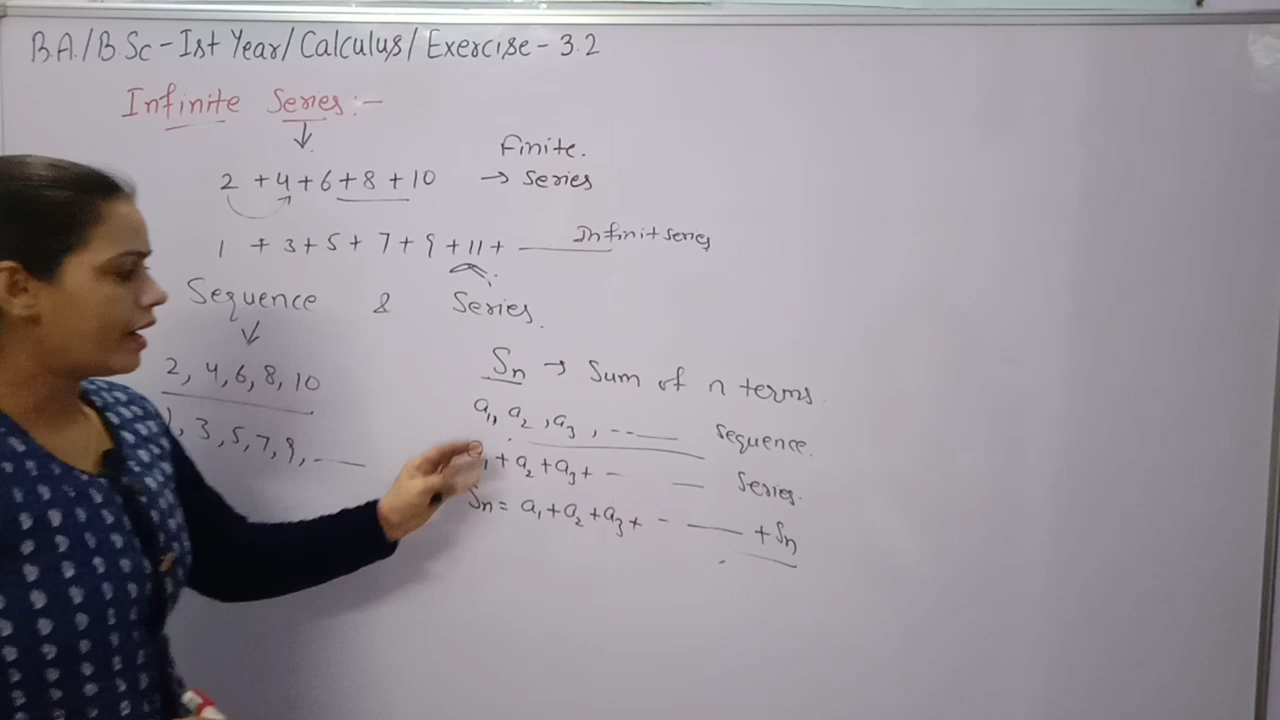 B.A./B.Sc-Ist Year/Calculus/Exercise-3.2
Infinite Series:-
2 + 4 + 6 + 8 + 10 → Finite. Series
1 + 3 + 5 + 7 + 9 + 11 + ——— Infinit series
Sequence & Series.
2, 4, 6, 8, 10
1, 3, 5, 7, 9, ——
Sn → Sum of n terms
a1, a2, a3, ----- Sequence.
a1 + a2 + a3 + - — Series.
Sn = a1 + a2 + a3 + - —— + Sn